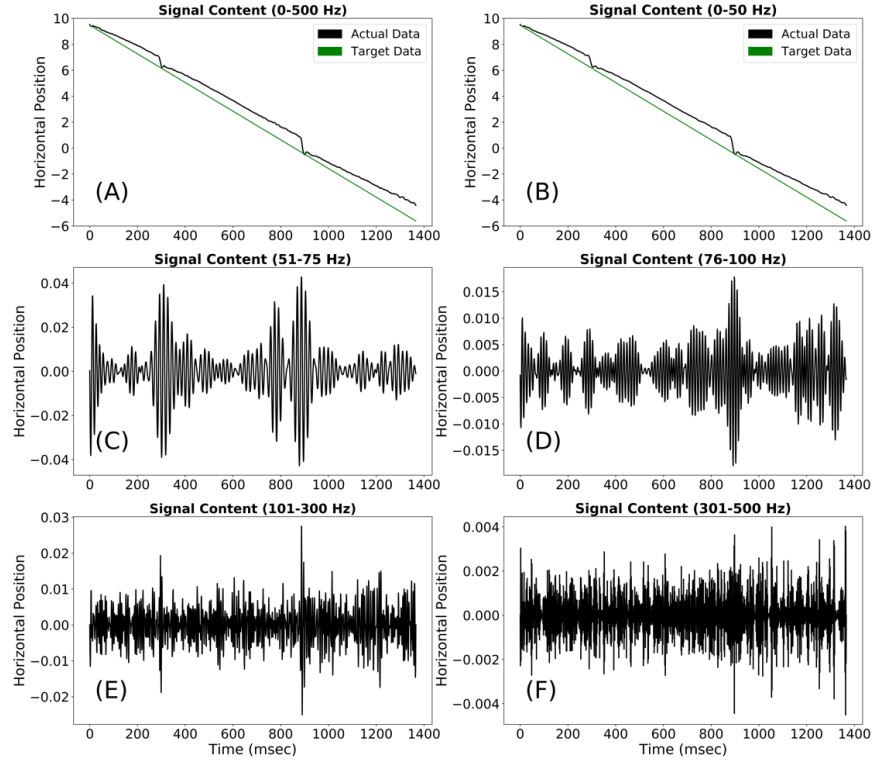 Signal Content (0-500 Hz)
Horizontal Position
10
8
6
4
2
0
−2
−4
−6
Actual Data
Target Data
(A)
0 200 400 600 800 1000 1200 1400
Signal Content (0-50 Hz)
Horizontal Position
10
8
6
4
2
0
−2
−4
−6
Actual Data
Target Data
(B)
0 200 400 600 800 1000 1200 1400
Signal Content (51-75 Hz)
Horizontal Position
0.04
0.02
0.00
−0.02
−0.04
(C)
0 200 400 600 800 1000 1200 1400
Signal Content (76-100 Hz)
Horizontal Position
0.015
0.010
0.005
0.000
−0.005
−0.010
−0.015
(D)
0 200 400 600 800 1000 1200 1400
Signal Content (101-300 Hz)
Horizontal Position
0.03
0.02
0.01
0.00
−0.01
−0.02
(E)
0 200 400 600 800 1000 1200 1400
Time (msec)
Signal Content (301-500 Hz)
Horizontal Position
0.004
0.002
0.000
−0.002
−0.004
(F)
0 200 400 600 800 1000 1200 1400
Time (msec)